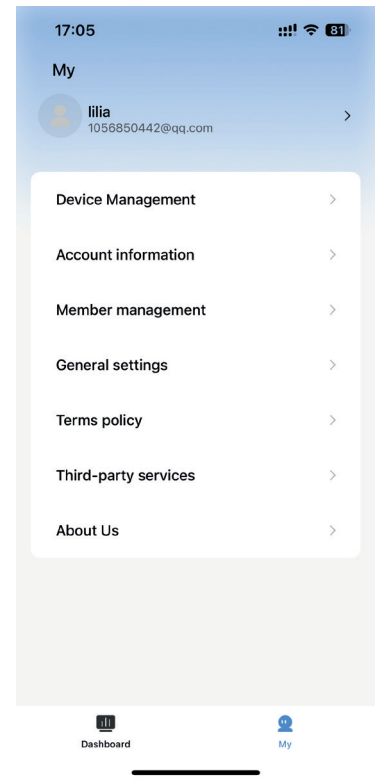 17:05
81
My
lilia
1056850442@qq.com
Device Management
Account information
Member management
General settings
Terms policy
Third-party services
About Us
Dashboard
My